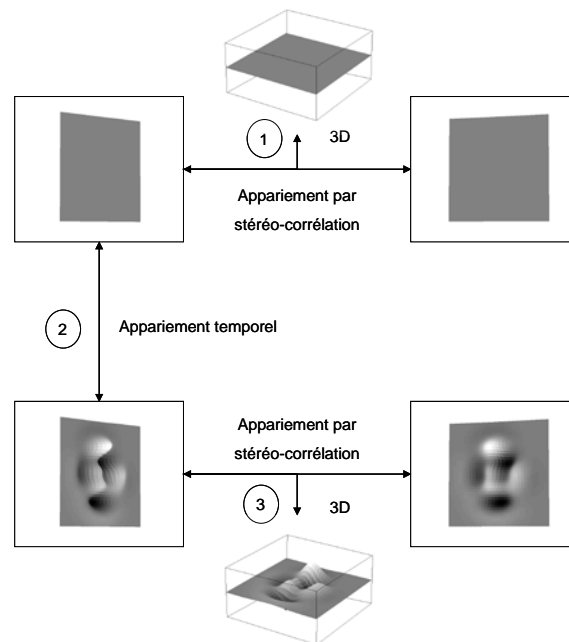 1
3D
Appariement par
stéréo-corrélation
2
Appariement temporel
Appariement par
stéréo-corrélation
3
3D